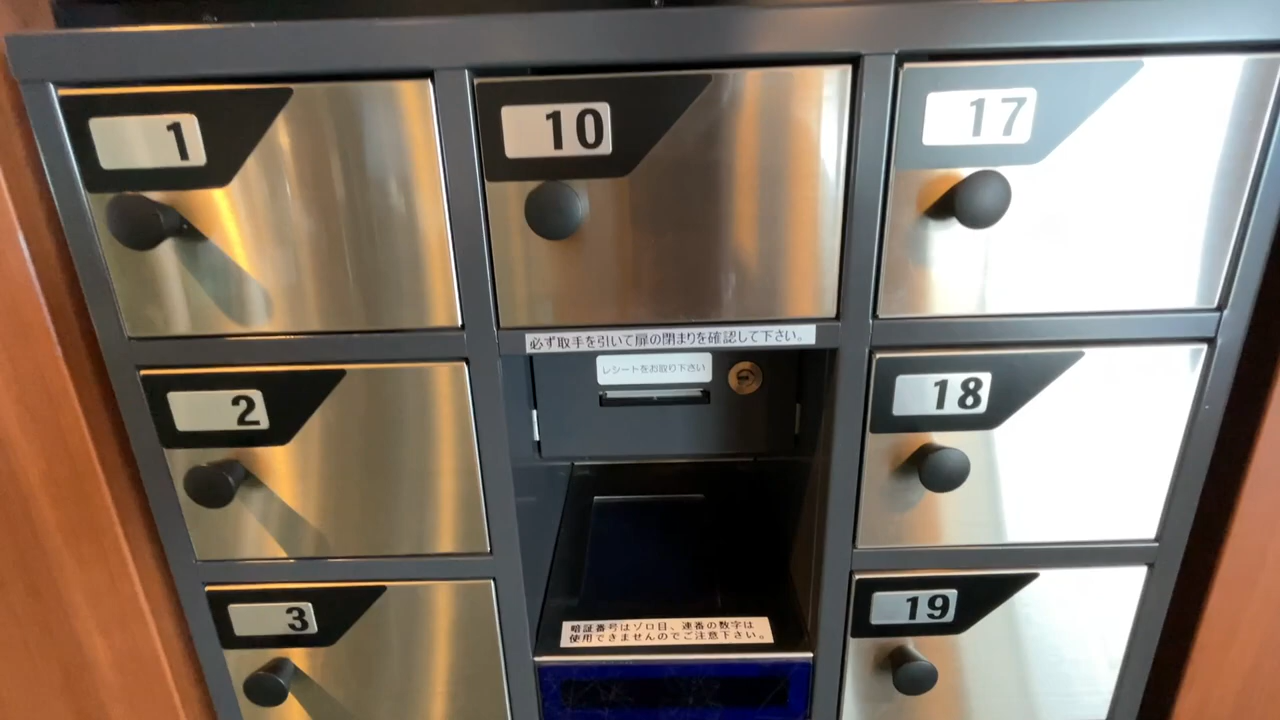 1
10
17
必ず取手を引いて扉の閉まりを確認して下さい。
レシートをお取り下さい
2
18
3
19
暗証番号はゾロ目、連番の数字は
使用できませんのでご注意下さい。